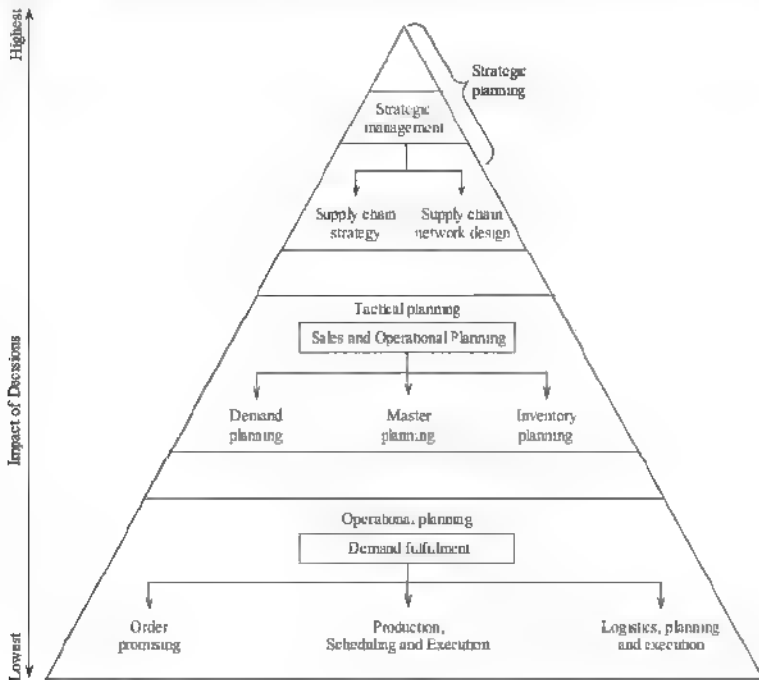 Highest
Strategic
planning
Strategic
management
Supply chain
strategy
Supply chain
network design
Tactical planning
Sales and Operational Planning
Demand
planning
Master
planning
Inventory
planning
Impact of Decisions
Operational planning
Demand fulfulment
Order
promising
Production,
Scheduling and Execution
Logistics, planning
and execution
Lowest